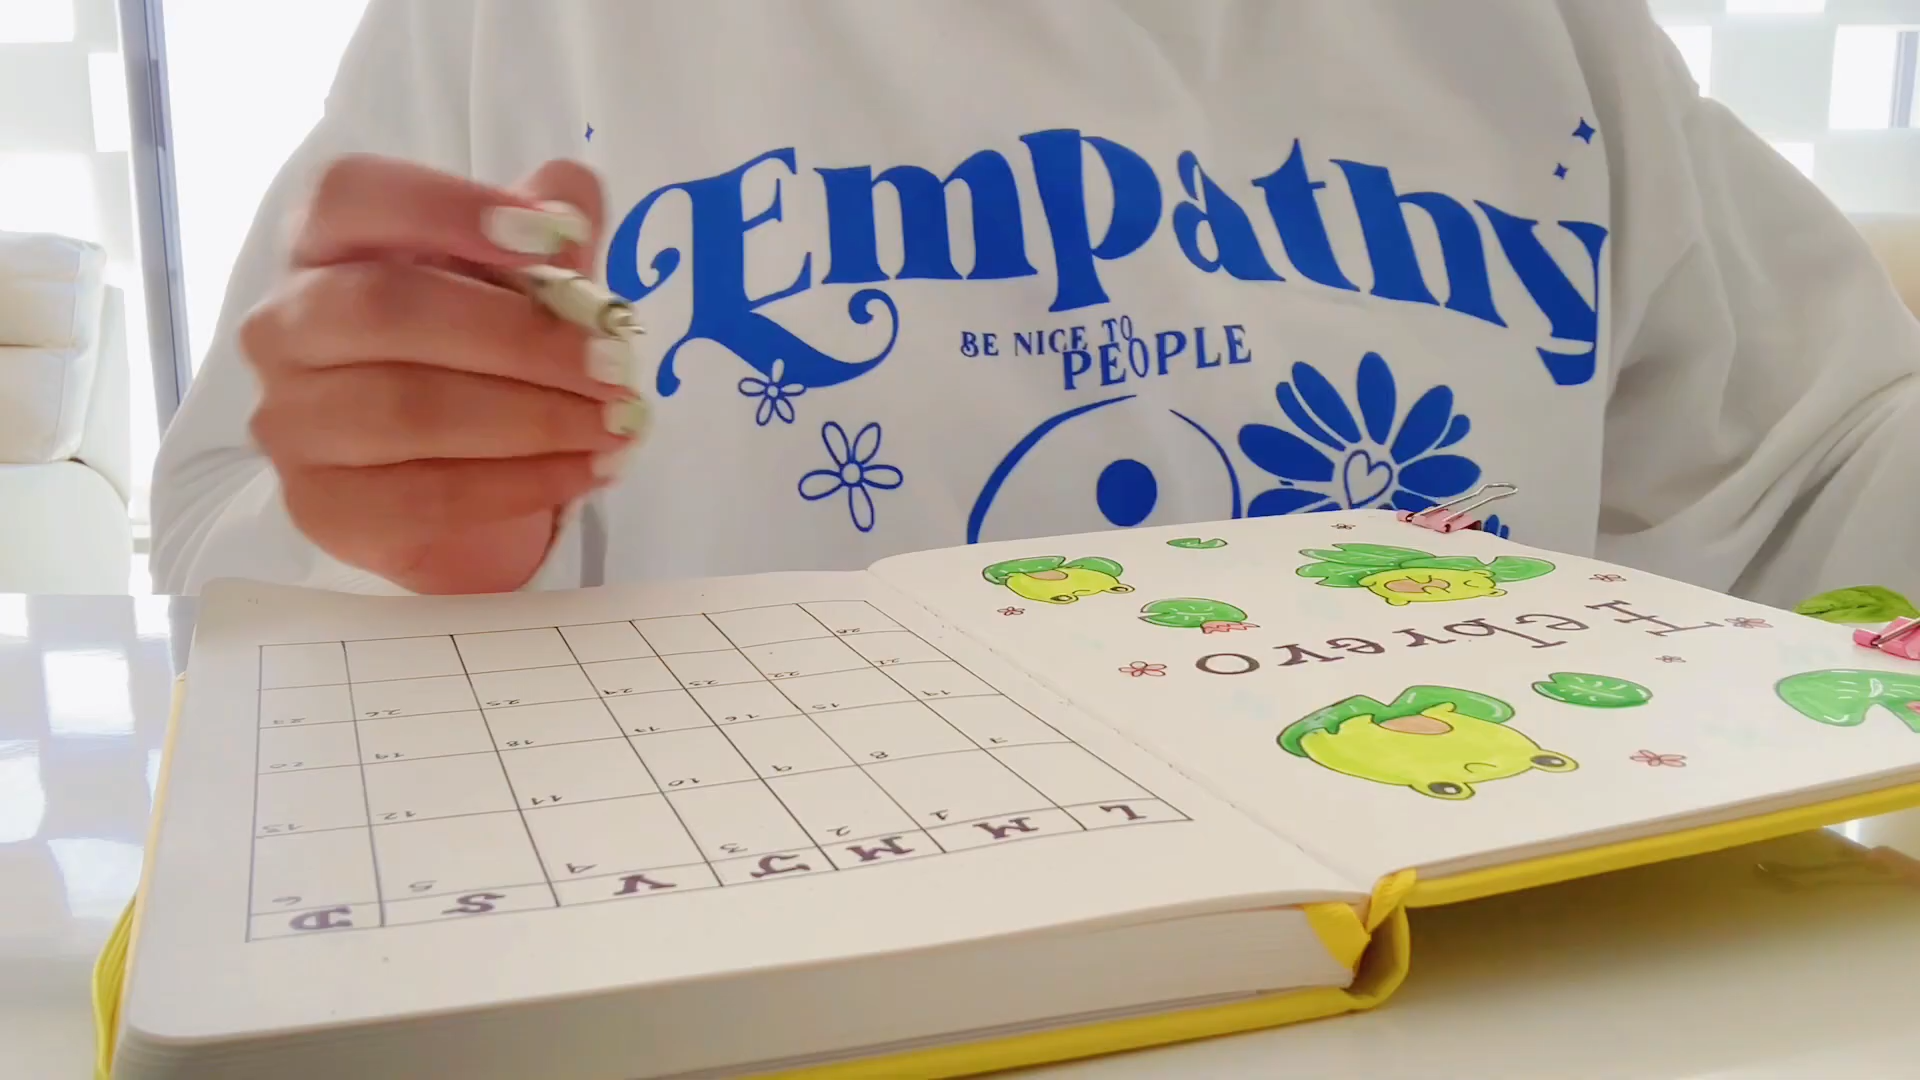 Empathy
BE NICE TO
PEOPLE
Febrero
L M M J V S D
1 2 3 4 5 6
7 8 9 10 11 12 13
14 15 16 17 18 19 20
21 22 23 24 25 26 27
28